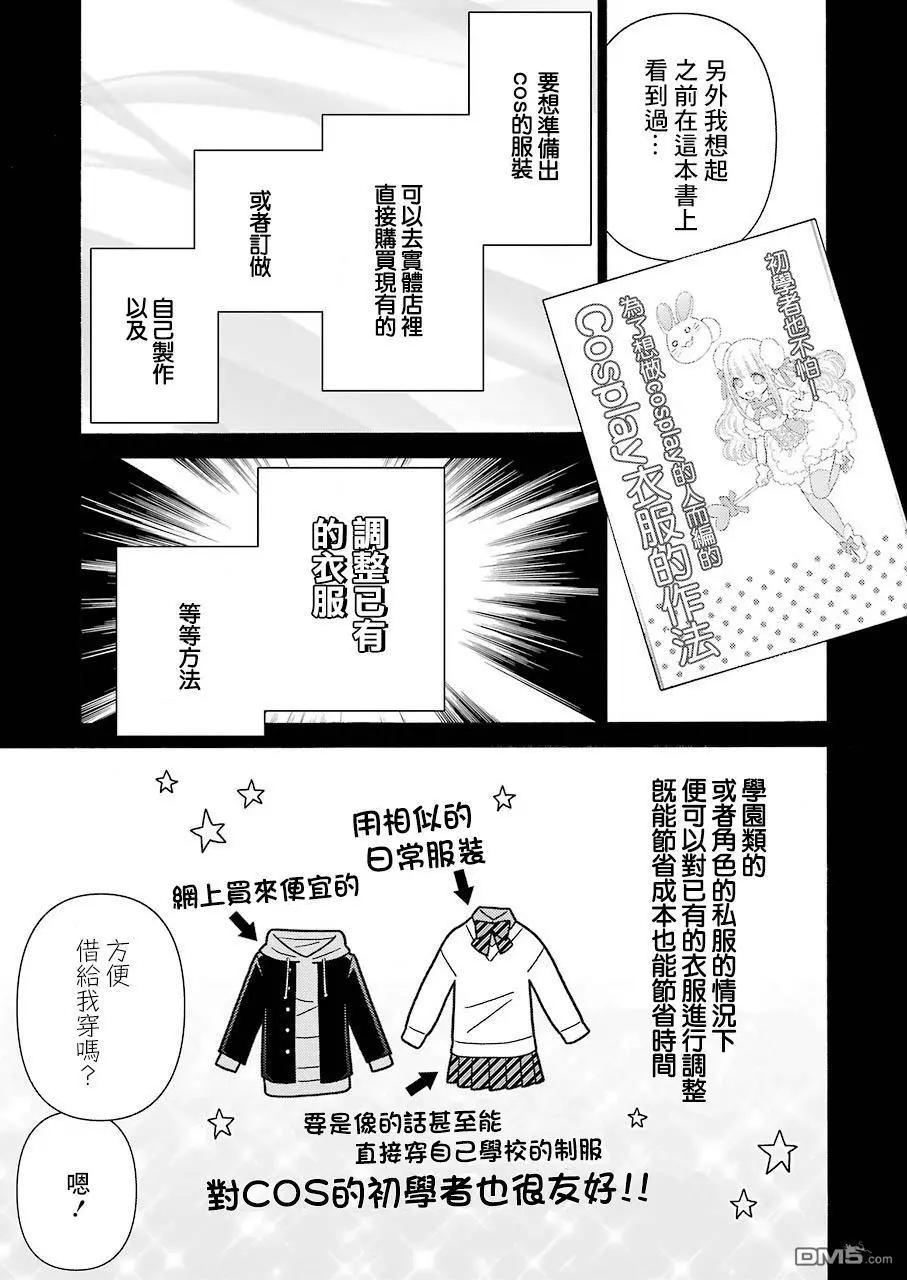 另外我想起
之前在這本書上
看到過…
初學者也不怕！
為了想做cosplay的人而編的
Cosplay衣服的作法
要想準備出
cos的服裝
可以去實體店裡
直接購買現有的
或者訂做
自己製作
以及
調整已有
的衣服
等等方法
學園類的
或者角色的私服的情況下
便可以對已有的衣服進行調整
既能節省成本也能節省時間
用相似的
日常服裝
網上買來便宜的
要是像的話甚至能
直接穿自己學校的制服
對COS的初學者也很友好!!
方便
借給我穿嗎？
嗯！
DM5.com